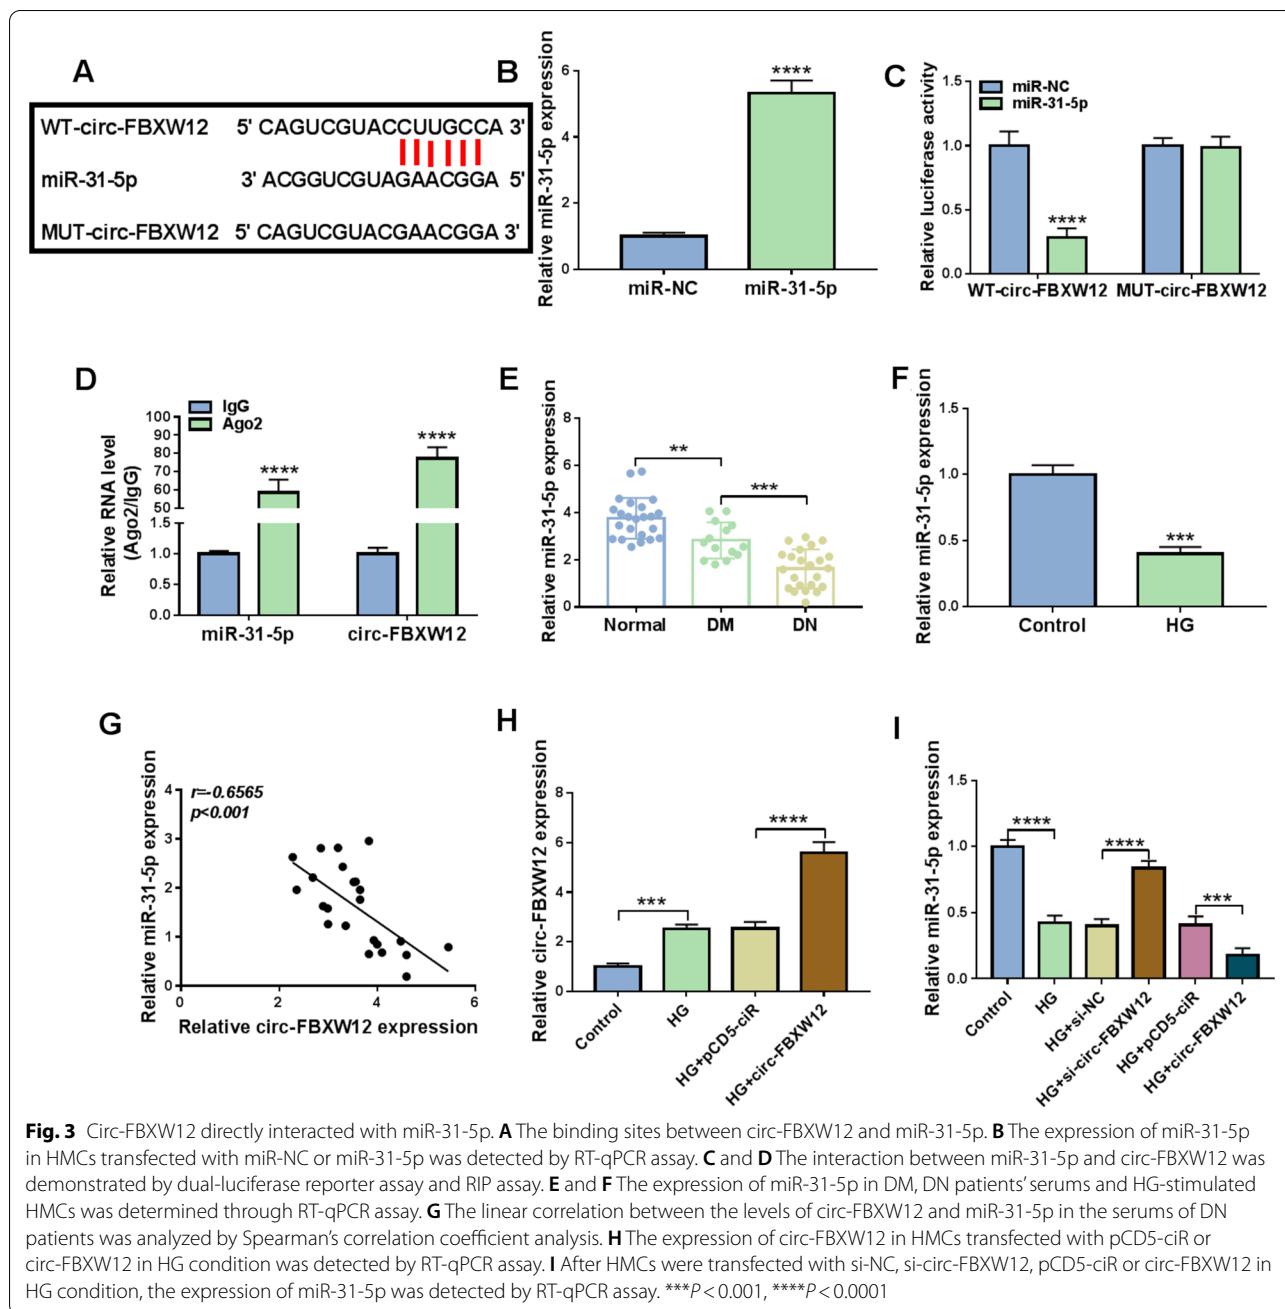 A
WT-circ-FBXW12 5' CAGUCGUACCUUGCCA 3'
miR-31-5p 3' ACGGUCGUAGAACGGA 5'
MUT-circ-FBXW12 5' CAGUCGUACGAACGGA 3'
B
Relative miR-31-5p expression
6
4
2
0
****
miR-NC miR-31-5p
C
Relative luciferase activity
miR-NC
miR-31-5p
1.5
1.0
0.5
0.0
****
WT-circ-FBXW12 MUT-circ-FBXW12
D
Relative RNA level
(Ago2/IgG)
IgG
Ago2
100
90
80
70
60
50
1.5
1.0
0.5
0.0
**** ****
miR-31-5p circ-FBXW12
E
Relative miR-31-5p expression
8
6
4
2
0
** ***
Normal DM DN
F
Relative miR-31-5p expression
1.5
1.0
0.5
0.0
***
Control HG
G
Relative miR-31-5p expression
4
3
2
1
0
r=-0.6565
p<0.001
0 2 4 6
Relative circ-FBXW12 expression
H
Relative circ-FBXW12 expression
8
6
4
2
0
*** ****
Control HG HG+pCD5-ciR HG+circ-FBXW12
I
Relative miR-31-5p expression
1.5
1.0
0.5
0.0
**** **** ***
Control HG HG+si-NC HG+si-circ-FBXW12 HG+pCD5-ciR HG+circ-FBXW12
Fig. 3 Circ-FBXW12 directly interacted with miR-31-5p. A The binding sites between circ-FBXW12 and miR-31-5p. B The expression of miR-31-5p
in HMCs transfected with miR-NC or miR-31-5p was detected by RT-qPCR assay. C and D The interaction between miR-31-5p and circ-FBXW12 was
demonstrated by dual-luciferase reporter assay and RIP assay. E and F The expression of miR-31-5p in DM, DN patients' serums and HG-stimulated
HMCs was determined through RT-qPCR assay. G The linear correlation between the levels of circ-FBXW12 and miR-31-5p in the serums of DN
patients was analyzed by Spearman's correlation coefficient analysis. H The expression of circ-FBXW12 in HMCs transfected with pCD5-ciR or
circ-FBXW12 in HG condition was detected by RT-qPCR assay. I After HMCs were transfected with si-NC, si-circ-FBXW12, pCD5-ciR or circ-FBXW12 in
HG condition, the expression of miR-31-5p was detected by RT-qPCR assay. ***P < 0.001, ****P < 0.0001